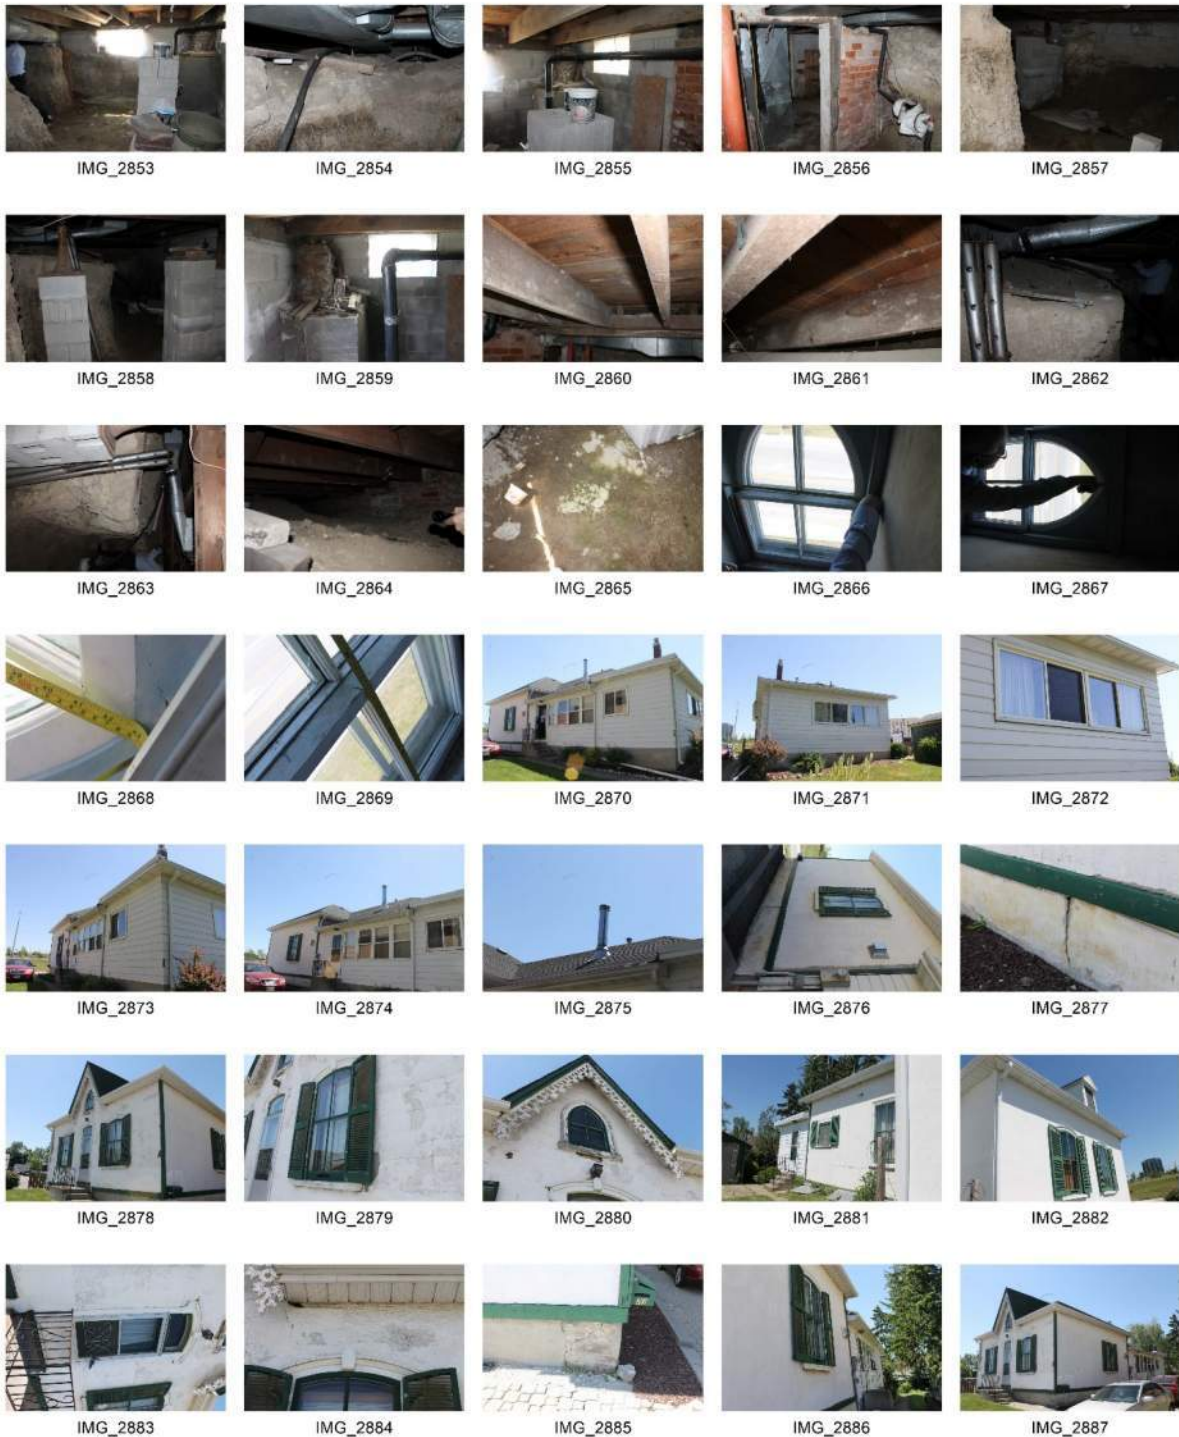 IMG_2853 IMG_2854 IMG_2855 IMG_2856 IMG_2857
IMG_2858 IMG_2859 IMG_2860 IMG_2861 IMG_2862
IMG_2863 IMG_2864 IMG_2865 IMG_2866 IMG_2867
IMG_2868 IMG_2869 IMG_2870 IMG_2871 IMG_2872
IMG_2873 IMG_2874 IMG_2875 IMG_2876 IMG_2877
IMG_2878 IMG_2879 IMG_2880 IMG_2881 IMG_2882
IMG_2883 IMG_2884 IMG_2885 IMG_2886 IMG_2887